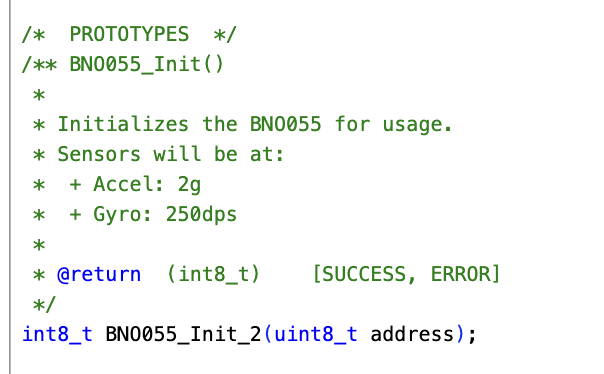 /*  PROTOTYPES  */
/** BNO055_Init()
 *
 * Initializes the BNO055 for usage.
 * Sensors will be at:
 *  + Accel: 2g
 *  + Gyro: 250dps
 *
 * @return  (int8_t)    [SUCCESS, ERROR]
 */
int8_t BNO055_Init_2(uint8_t address);